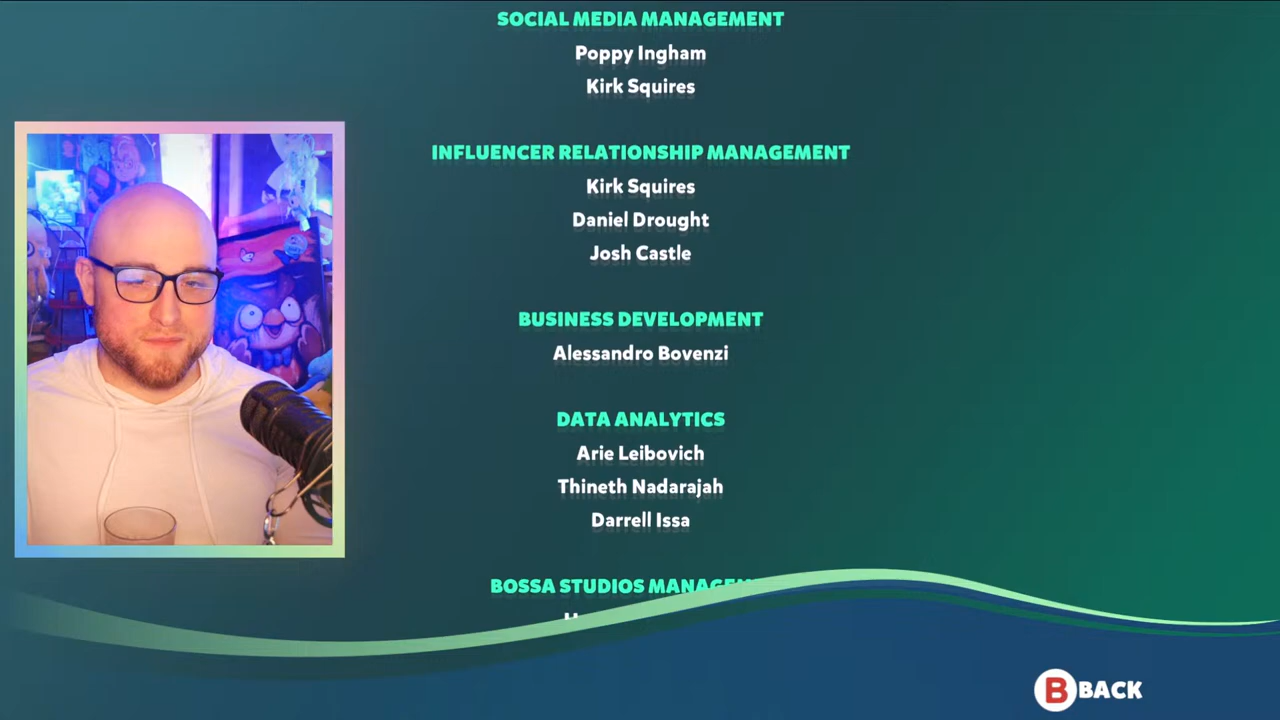 SOCIAL MEDIA MANAGEMENT
Poppy Ingham
Kirk Squires
INFLUENCER RELATIONSHIP MANAGEMENT
Kirk Squires
Daniel Drought
Josh Castle
BUSINESS DEVELOPMENT
Alessandro Bovenzi
DATA ANALYTICS
Arie Leibovich
Thineth Nadarajah
Darrell Issa
BOSSA STUDIOS
B BACK